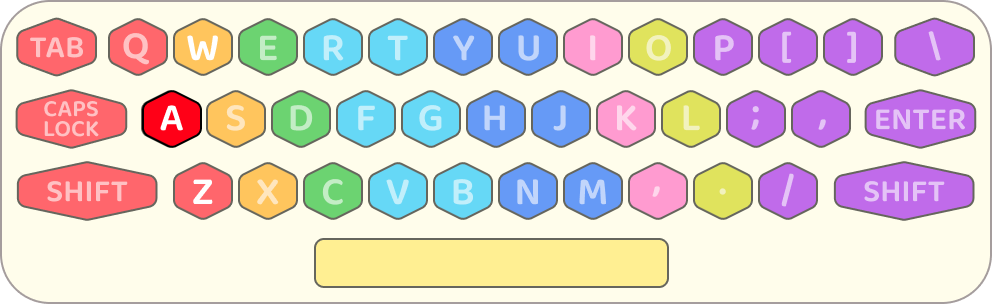 TAB Q W E R T Y U I O P [ ] \
CAPS LOCK A S D F G H J K L ; , ENTER
SHIFT Z X C V B N M , . / SHIFT